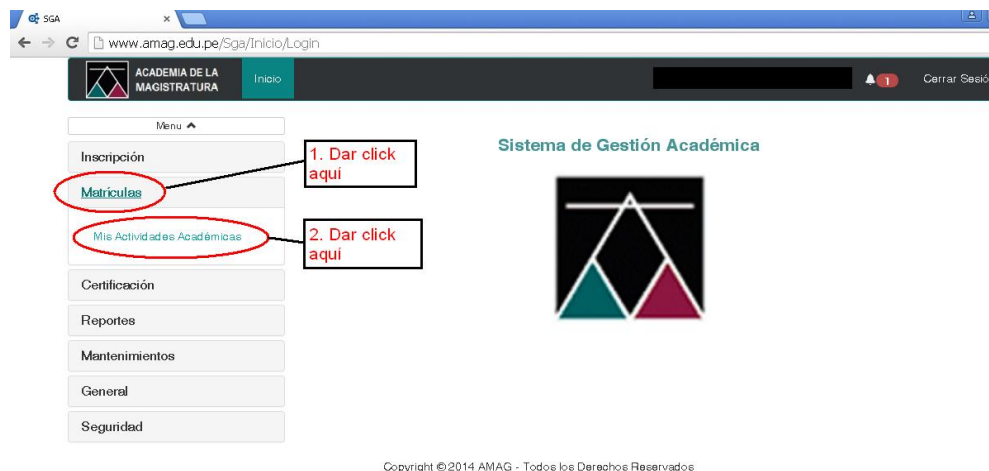 SGA
www.amag.edu.pe/Sga/Inicio/Login
ACADEMIA DE LA
MAGISTRATURA
Inicio
1
Cerrar Sesió
Menu
Inscripción
Matrículas
Mis Actividades Académicas
Certificación
Reportes
Mantenimientos
General
Seguridad
1. Dar click
aquí
2. Dar click
aquí
Sistema de Gestión Académica
Copyright © 2014 AMAG - Todos los Derechos Reservados